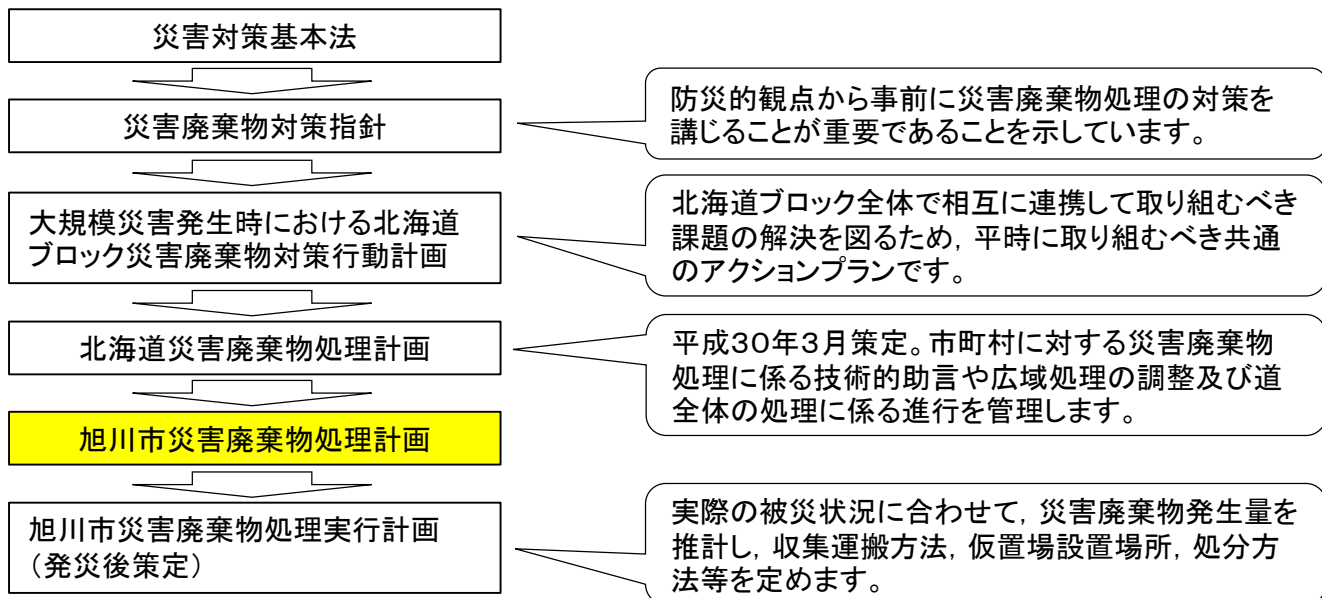 災害対策基本法
災害廃棄物対策指針
防災的観点から事前に災害廃棄物処理の対策を
講じることが重要であることを示しています。
大規模災害発生時における北海道
ブロック災害廃棄物対策行動計画
北海道ブロック全体で相互に連携して取り組むべき
課題の解決を図るため，平時に取り組むべき共通
のアクションプランです。
北海道災害廃棄物処理計画
平成３０年３月策定。市町村に対する災害廃棄物
処理に係る技術的助言や広域処理の調整及び道
全体の処理に係る進行を管理します。
旭川市災害廃棄物処理計画
旭川市災害廃棄物処理実行計画
（発災後策定）
実際の被災状況に合わせて，災害廃棄物発生量を
推計し，収集運搬方法，仮置場設置場所，処分方
法等を定めます。